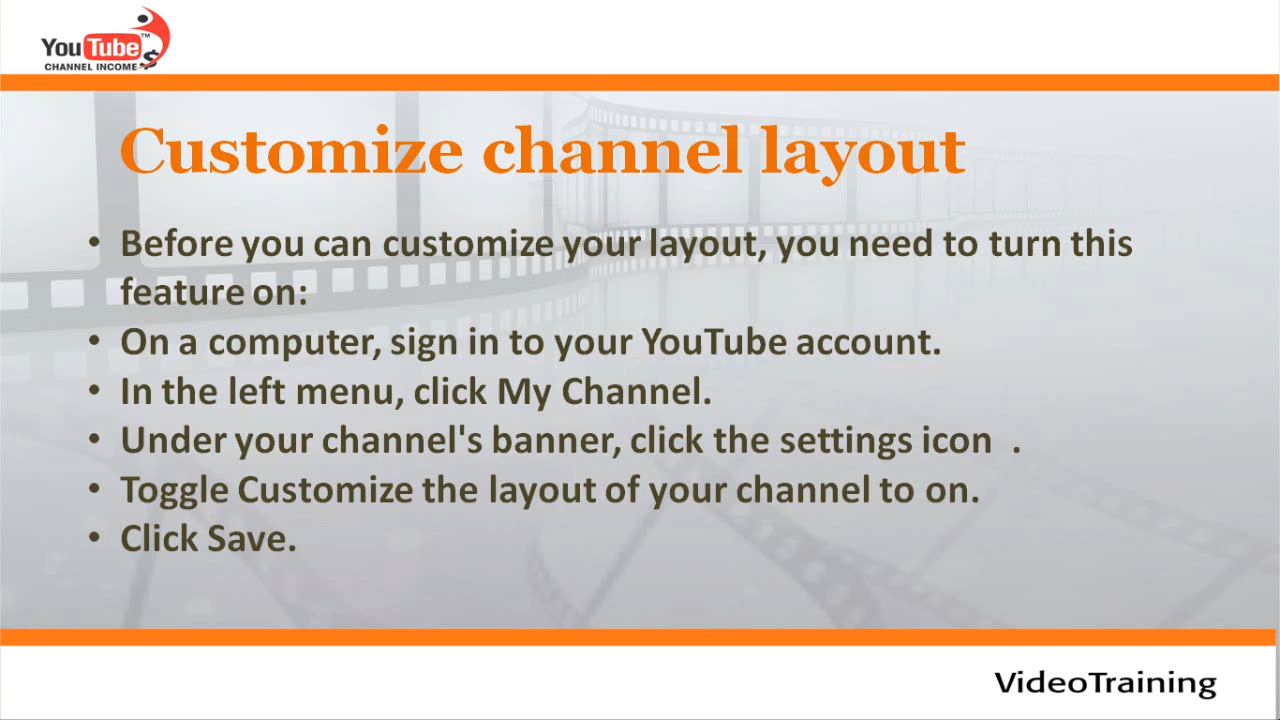 YouTube™
CHANNEL INCOME
Customize channel layout
• Before you can customize your layout, you need to turn this
feature on:
• On a computer, sign in to your YouTube account.
• In the left menu, click My Channel.
• Under your channel's banner, click the settings icon .
• Toggle Customize the layout of your channel to on.
• Click Save.
VideoTraining